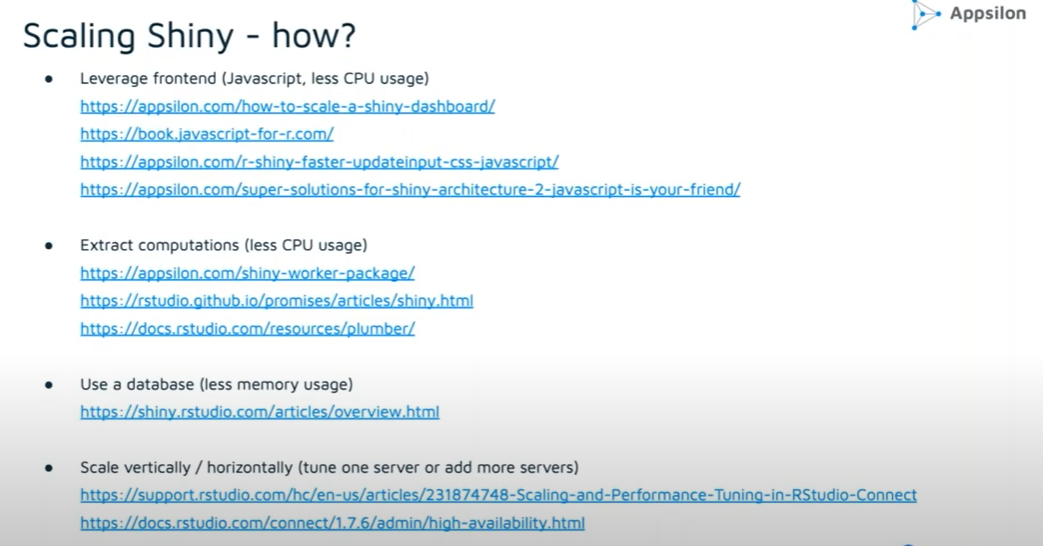 Appsilon
Scaling Shiny - how?
● Leverage frontend (Javascript, less CPU usage)
https://appsilon.com/how-to-scale-a-shiny-dashboard/
https://book.javascript-for-r.com/
https://appsilon.com/r-shiny-faster-updateinput-css-javascript/
https://appsilon.com/super-solutions-for-shiny-architecture-2-javascript-is-your-friend/
● Extract computations (less CPU usage)
https://appsilon.com/shiny-worker-package/
https://rstudio.github.io/promises/articles/shiny.html
https://docs.rstudio.com/resources/plumber/
● Use a database (less memory usage)
https://shiny.rstudio.com/articles/overview.html
● Scale vertically / horizontally (tune one server or add more servers)
https://support.rstudio.com/hc/en-us/articles/231874748-Scaling-and-Performance-Tuning-in-RStudio-Connect
https://docs.rstudio.com/connect/1.7.6/admin/high-availability.html